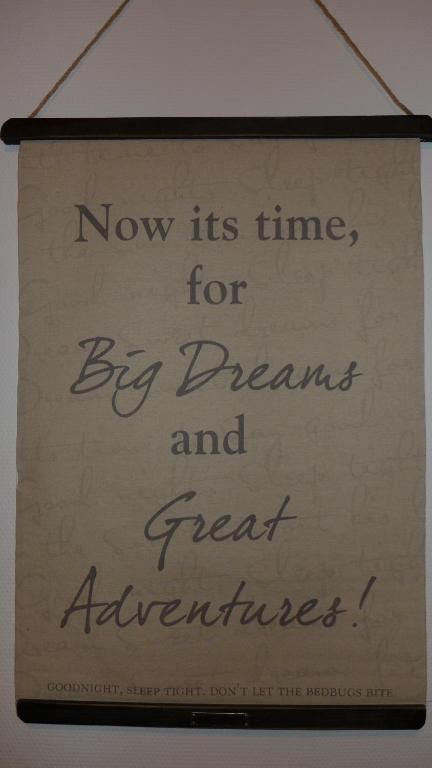 Now its time,
for
Big Dreams
and
Great
Adventures!
GOODNIGHT, SLEEP TIGHT. DON'T LET THE BEDBUGS BITE